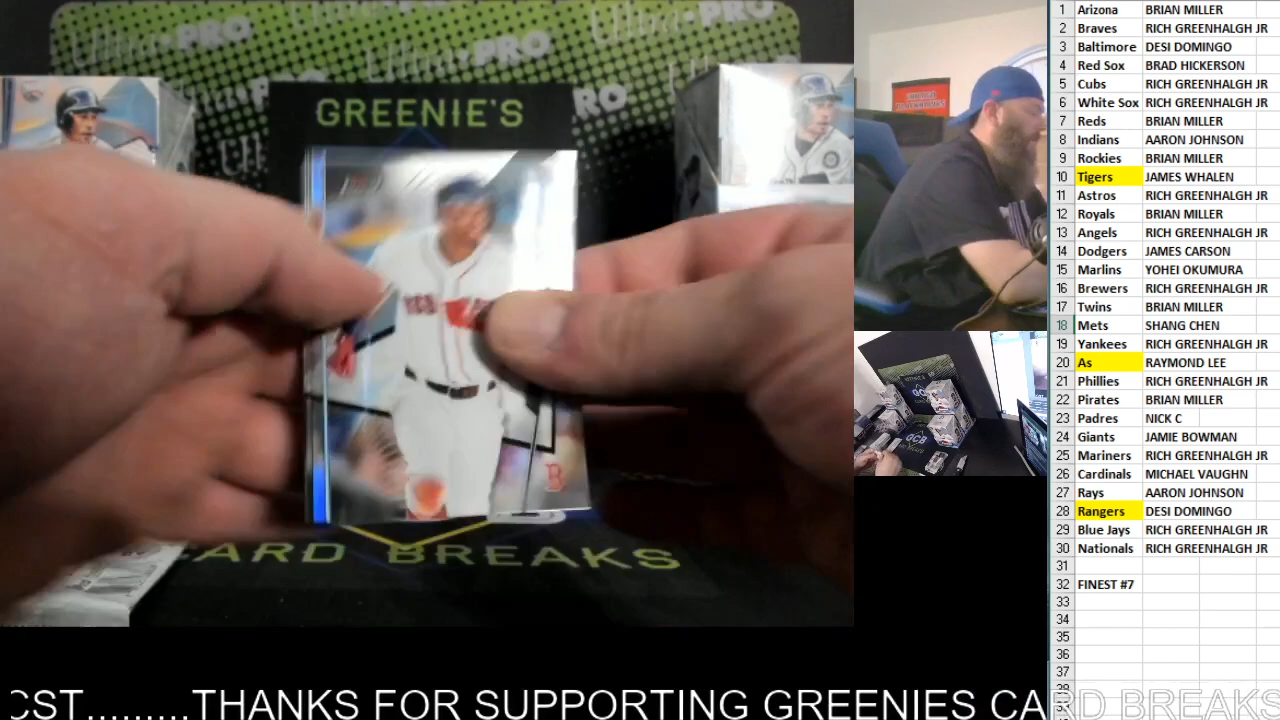 Ultra•PRO
PRO
GREENIE'S
PRO
RED
B
CARD BREAKS
GCB
GCB
1 Arizona BRIAN MILLER
2 Braves RICH GREENHALGH JR
3 Baltimore DESI DOMINGO
4 Red Sox BRAD HICKERSON
5 Cubs RICH GREENHALGH JR
6 White Sox RICH GREENHALGH JR
7 Reds BRIAN MILLER
8 Indians AARON JOHNSON
9 Rockies BRIAN MILLER
10 Tigers JAMES WHALEN
11 Astros RICH GREENHALGH JR
12 Royals BRIAN MILLER
13 Angels RICH GREENHALGH JR
14 Dodgers JAMES CARSON
15 Marlins YOHEI OKUMURA
16 Brewers RICH GREENHALGH JR
17 Twins BRIAN MILLER
18 Mets SHANG CHEN
19 Yankees RICH GREENHALGH JR
20 As RAYMOND LEE
21 Phillies RICH GREENHALGH JR
22 Pirates BRIAN MILLER
23 Padres NICK C
24 Giants JAMIE BOWMAN
25 Mariners RICH GREENHALGH JR
26 Cardinals MICHAEL VAUGHN
27 Rays AARON JOHNSON
28 Rangers DESI DOMINGO
29 Blue Jays RICH GREENHALGH JR
30 Nationals RICH GREENHALGH JR
31
32 FINEST #7
33
34
35
36
37
CST.........THANKS FOR SUPPORTING GREENIES CARD BREAKS